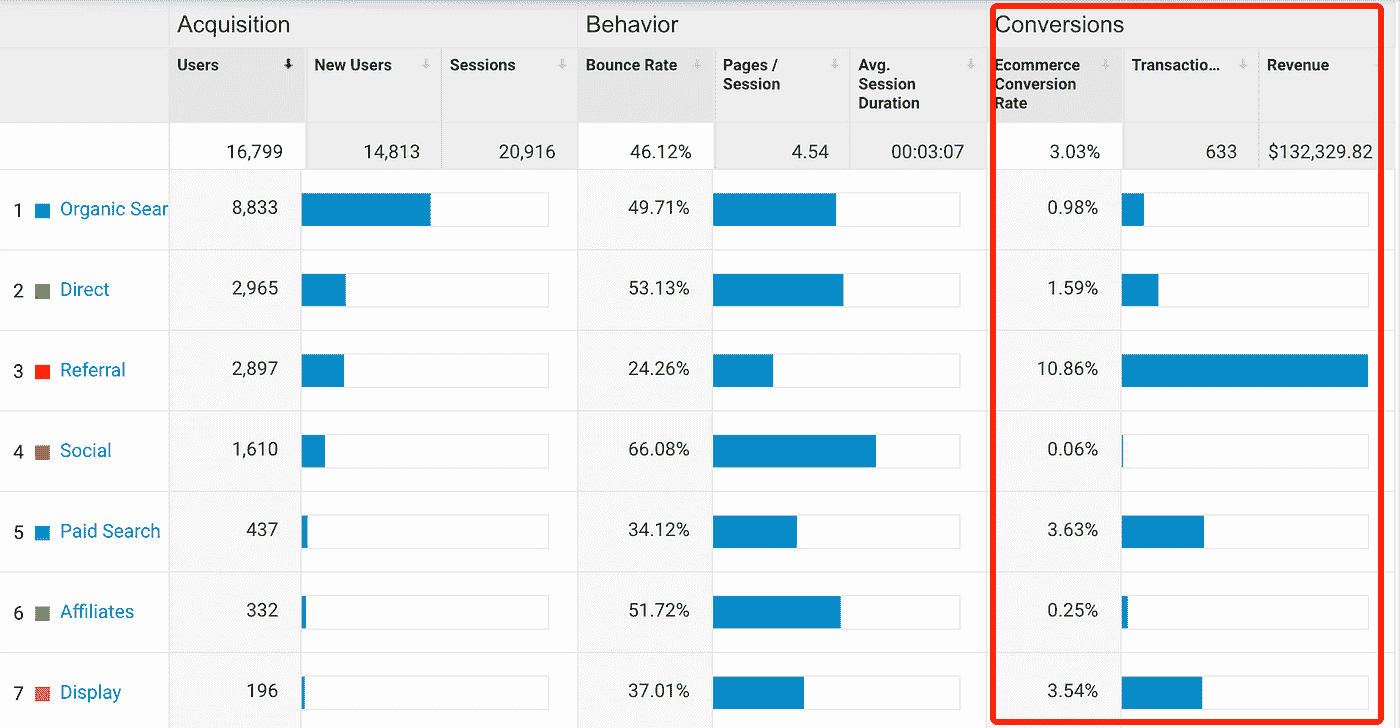 Acquisition Behavior Conversions
Users New Users Sessions Bounce Rate Pages / Session Avg. Session Duration Ecommerce Conversion Rate Transactio... Revenue
16,799 14,813 20,916 46.12% 4.54 00:03:07 3.03% 633 $132,329.82
1 Organic Sear 8,833 49.71% 0.98%
2 Direct 2,965 53.13% 1.59%
3 Referral 2,897 24.26% 10.86%
4 Social 1,610 66.08% 0.06%
5 Paid Search 437 34.12% 3.63%
6 Affiliates 332 51.72% 0.25%
7 Display 196 37.01% 3.54%